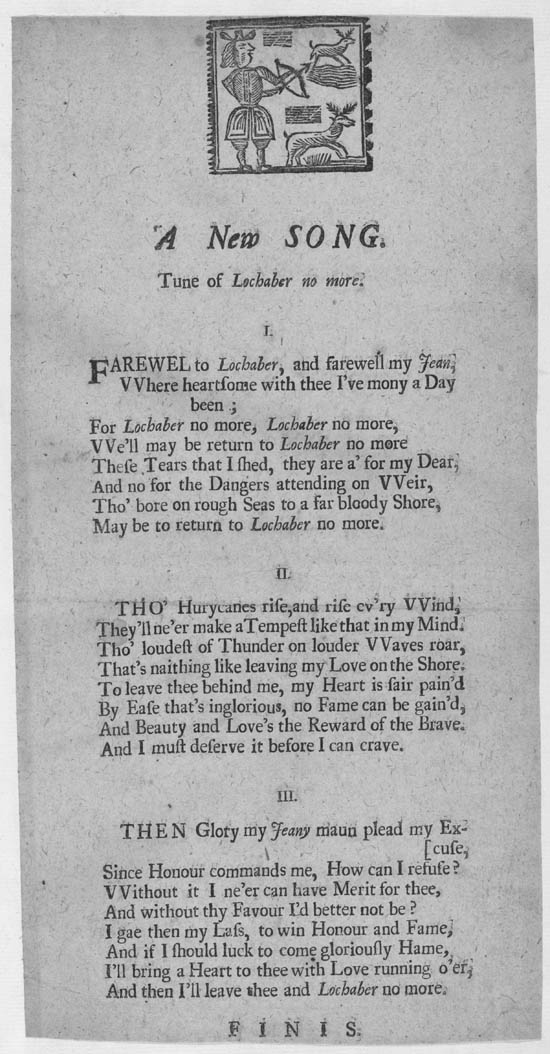 A New SONG.
Tune of Lochaber no more.
I.
FAREWEL to Lochaber, and farewell my Jean,
VVhere heartſome with thee I've mony a Day
been ;
For Lochaber no more, Lochaber no more,
VVe'll may be return to Lochaber no more
Theſe Tears that I ſhed, they are a' for my Dear,
And no for the Dangers attending on VVeir,
Tho' bore on rough Seas to a far bloody Shore,
May be to return to Lochaber no more.
II.
THO' Hurycanes riſe,and riſe ev'ry VVind,
They'll ne'er make a Tempeſt like that in my Mind.
Tho' loudeſt of Thunder on louder VVaves roar,
That's naithing like leaving my Love on the Shore.
To leave thee behind me, my Heart is ſair pain'd
By Eaſe that's inglorious, no Fame can be gain'd,
And Beauty and Love's the Reward of the Brave.
And I muſt deſerve it before I can crave.
III.
THEN Glory my Jeany maun plead my Ex-
[cuſe,
Since Honour commands me, How can I refuſe?
VVithout it I ne'er can have Merit for thee,
And without thy Favour I'd better not be?
I gae then my Laſs, to win Honour and Fame,
And if I ſhould luck to come gloriouſly Hame,
I'll bring a Heart to thee with Love running o'er,
And then I'll leave thee and Lochaber no more.
FINIS.